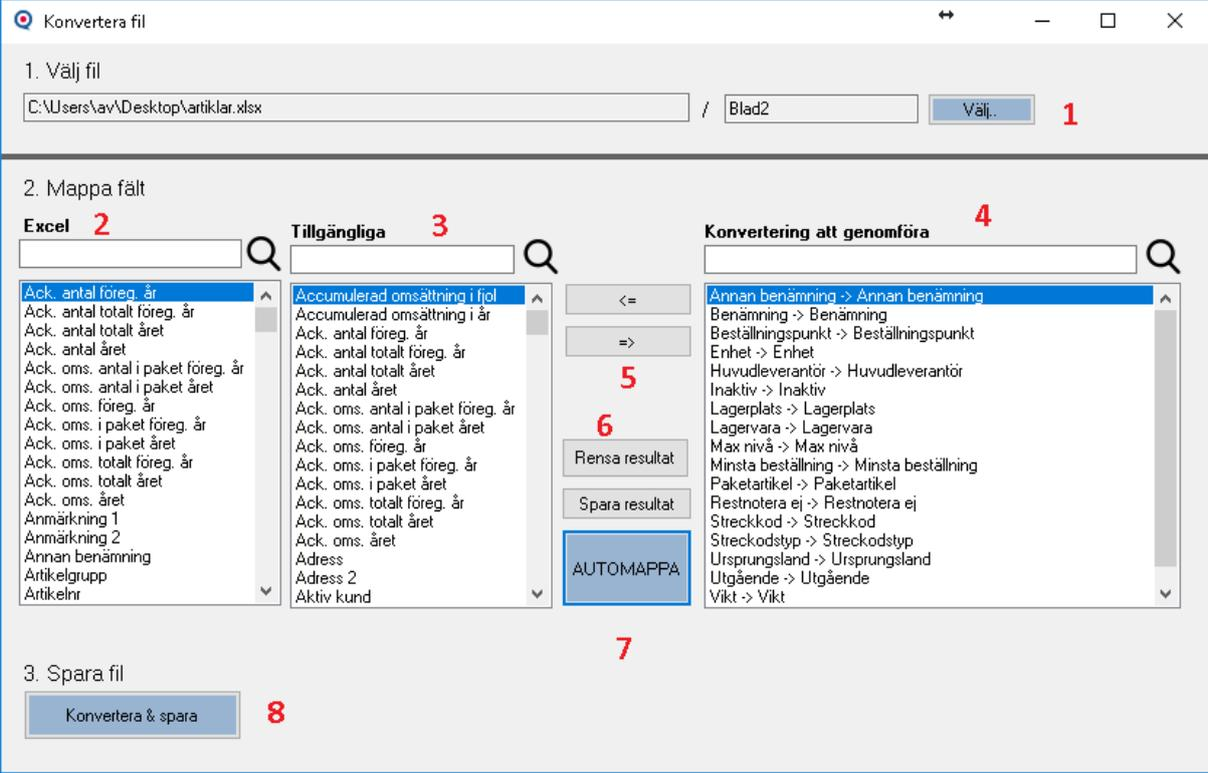 Konvertera fil
1. Välj fil
C:\Users\av\Desktop\artiklar.xlsx / Blad2 Välj.. 1
2. Mappa fält
Excel 2
Tillgängliga 3
Konvertering att genomföra 4
Ack. antal föreg. år
Ack. antal totalt föreg. år
Ack. antal totalt året
Ack. antal året
Ack. oms. antal i paket föreg. år
Ack. oms. antal i paket året
Ack. oms. föreg. år
Ack. oms. i paket föreg. år
Ack. oms. i paket året
Ack. oms. totalt föreg. år
Ack. oms. totalt året
Ack. oms. året
Anmärkning 1
Anmärkning 2
Annan benämning
Artikelgrupp
Artikelnr
Accumulerad omsättning i fjol
Accumulerad omsättning i år
Ack. antal föreg. år
Ack. antal totalt föreg. år
Ack. antal totalt året
Ack. antal året
Ack. oms. antal i paket föreg. år
Ack. oms. antal i paket året
Ack. oms. föreg. år
Ack. oms. i paket föreg. år
Ack. oms. i paket året
Ack. oms. totalt föreg. år
Ack. oms. totalt året
Ack. oms. året
Adress
Adress 2
Aktiv kund
<=
=>
5
6
Rensa resultat
Spara resultat
AUTOMAPPA
7
Annan benämning -> Annan benämning
Benämning -> Benämning
Beställningspunkt -> Beställningspunkt
Enhet -> Enhet
Huvudleverantör -> Huvudleverantör
Inaktiv -> Inaktiv
Lagerplats -> Lagerplats
Lagervara -> Lagervara
Max nivå -> Max nivå
Minsta beställning -> Minsta beställning
Paketartikel -> Paketartikel
Restnotera ej -> Restnotera ej
Streckkod -> Streckkod
Streckodstyp -> Streckodstyp
Ursprungsland -> Ursprungsland
Utgående -> Utgående
Vikt -> Vikt
3. Spara fil
Konvertera & spara 8